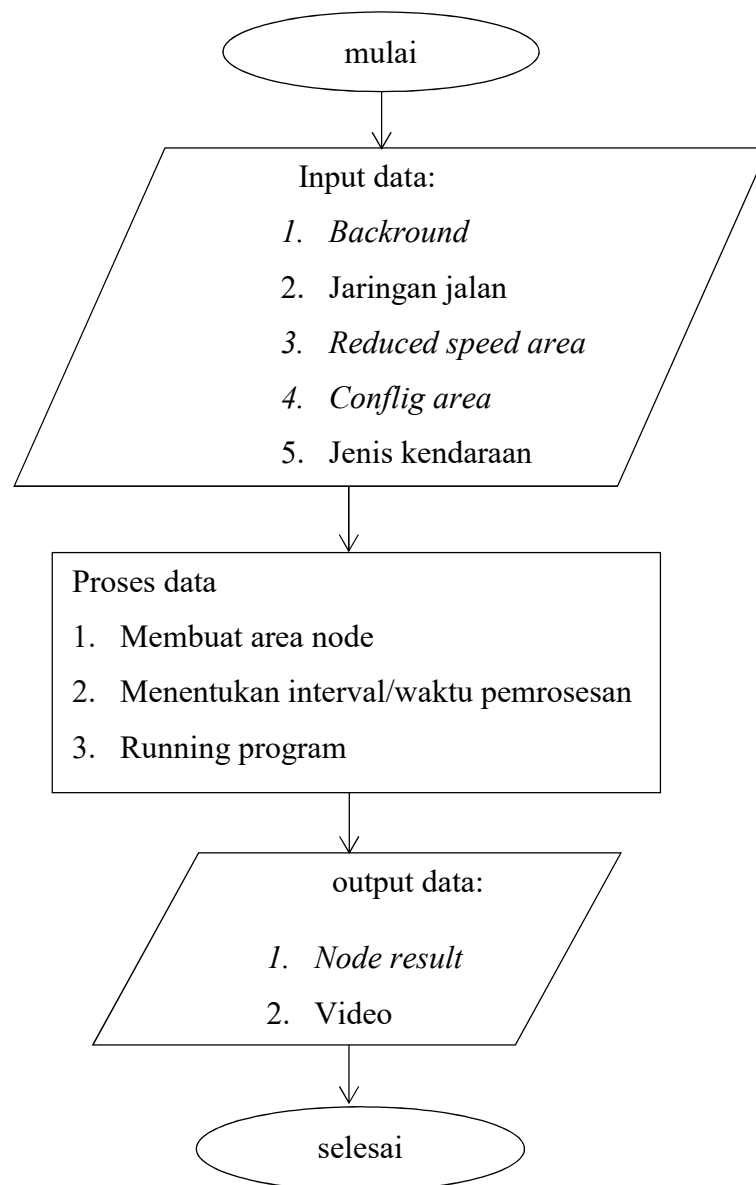 mulai
Input data:
1. Backround
2. Jaringan jalan
3. Reduced speed area
4. Conflig area
5. Jenis kendaraan
Proses data
1. Membuat area node
2. Menentukan interval/waktu pemrosesan
3. Running program
output data:
1. Node result
2. Video
selesai